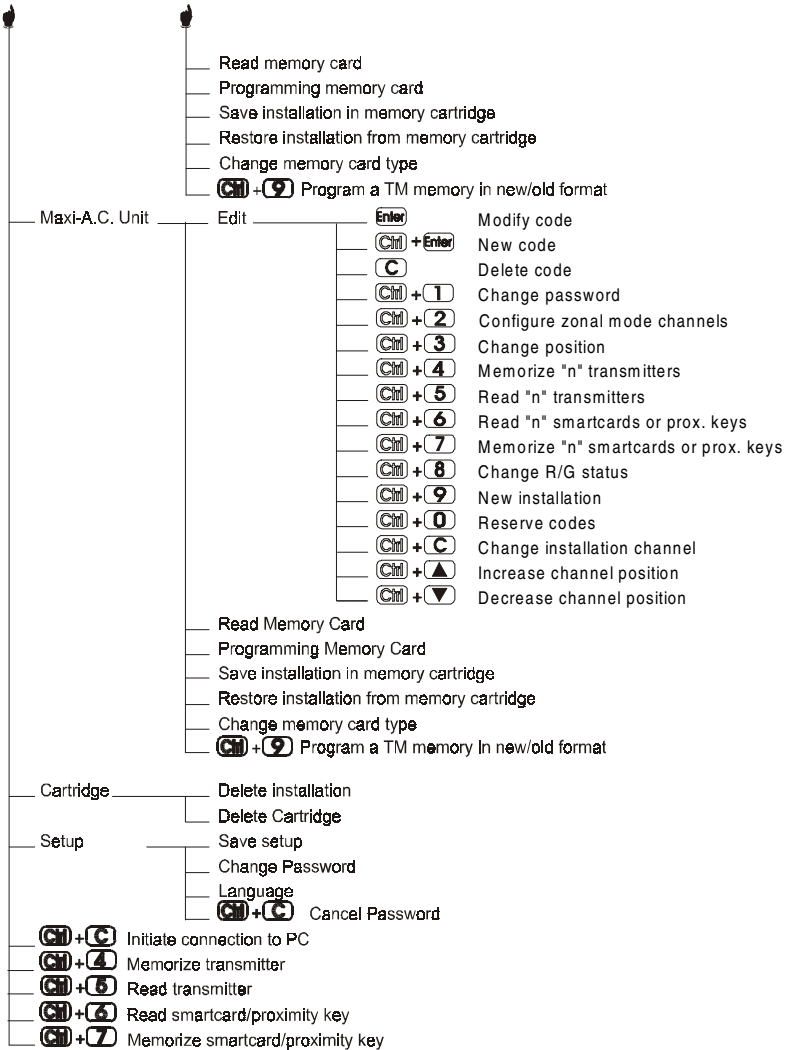 Read memory card
Programming memory card
Save installation in memory cartridge
Restore installation from memory cartridge
Change memory card type
Ctrl + 9 Program a TM memory in new/old format
Maxi-A.C. Unit Edit Enter Modify code
Ctrl + Enter New code
C Delete code
Ctrl + 1 Change password
Ctrl + 2 Configure zonal mode channels
Ctrl + 3 Change position
Ctrl + 4 Memorize "n" transmitters
Ctrl + 5 Read "n" transmitters
Ctrl + 6 Read "n" smartcards or prox. keys
Ctrl + 7 Memorize "n" smartcards or prox. keys
Ctrl + 8 Change R/G status
Ctrl + 9 New installation
Ctrl + 0 Reserve codes
Ctrl + C Change installation channel
Ctrl + ▲ Increase channel position
Ctrl + ▼ Decrease channel position
Read Memory Card
Programming Memory Card
Save installation in memory cartridge
Restore installation from memory cartridge
Change memory card type
Ctrl + 9 Program a TM memory in new/old format
Cartridge Delete installation
Delete Cartridge
Setup Save setup
Change Password
Language
Ctrl + C Cancel Password
Ctrl + C Initiate connection to PC
Ctrl + 4 Memorize transmitter
Ctrl + 5 Read transmitter
Ctrl + 6 Read smartcard/proximity key
Ctrl + 7 Memorize smartcard/proximity key